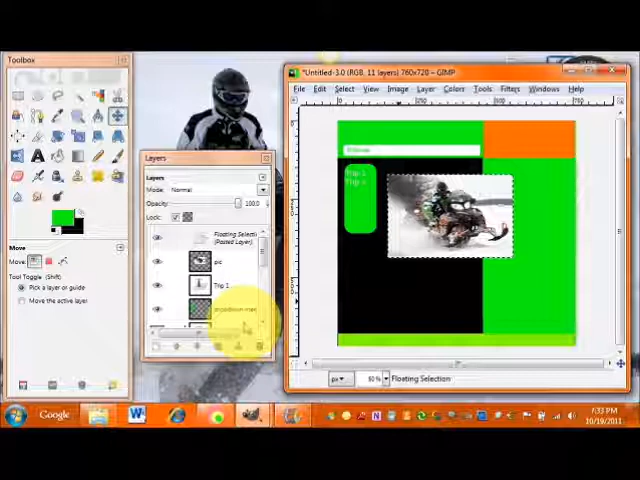 Toolbox
*Untitled-3.0 (RGB, 11 layers) 760x720 – GIMP
File Edit Select View Image Layer Colors Tools Filters Windows Help
Layers
Layers
Mode: Normal
Opacity: 100.0
Lock:
Floating Selecti
(Pasted Layer)
pic
Trip 1
Move
Move:
Tool Toggle (Shift)
Pick a layer or guide
Move the active layer
Trip 1
px
Floating Selection
Google
7:33 PM
10/19/2011